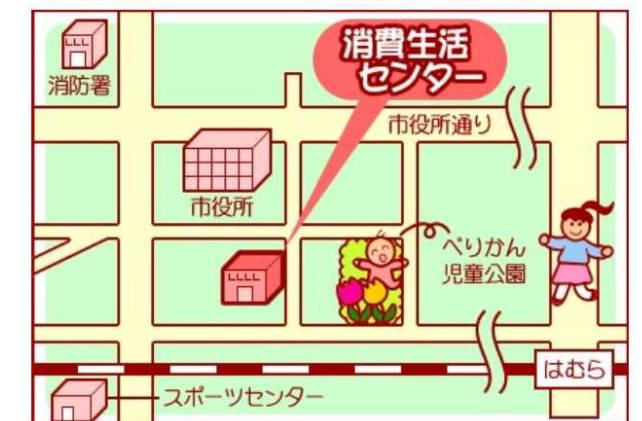 消費生活
センター
消防署
市役所通り
市役所
ぺりかん
児童公園
はむら
スポーツセンター